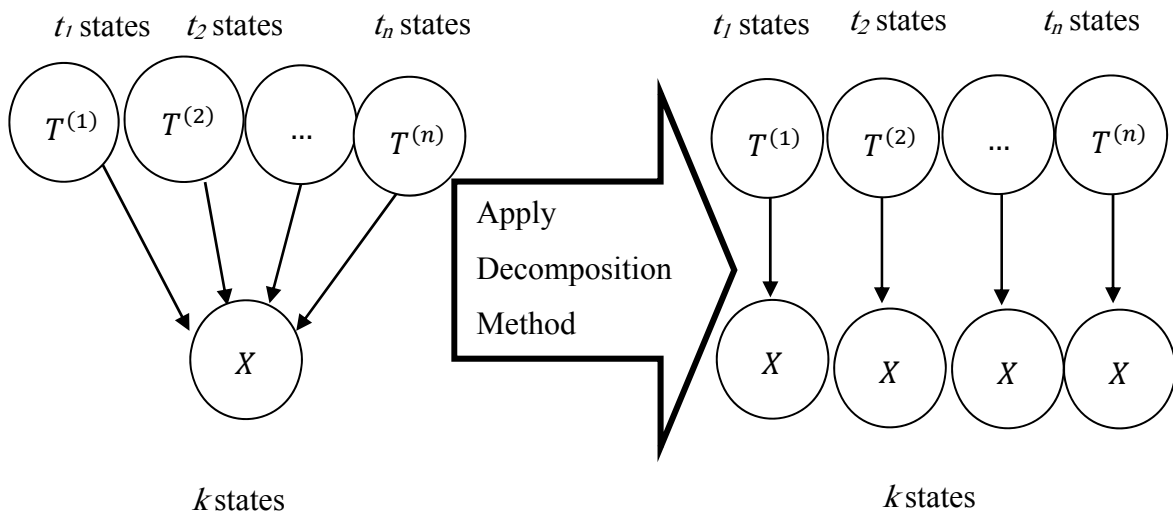 t₁ states t₂ states tₙ states t₁ states t₂ states tₙ states
T⁽¹⁾ T⁽²⁾ ... T⁽ⁿ⁾ T⁽¹⁾ T⁽²⁾ ... T⁽ⁿ⁾
Apply
Decomposition
Method
X X X X X
k states k states